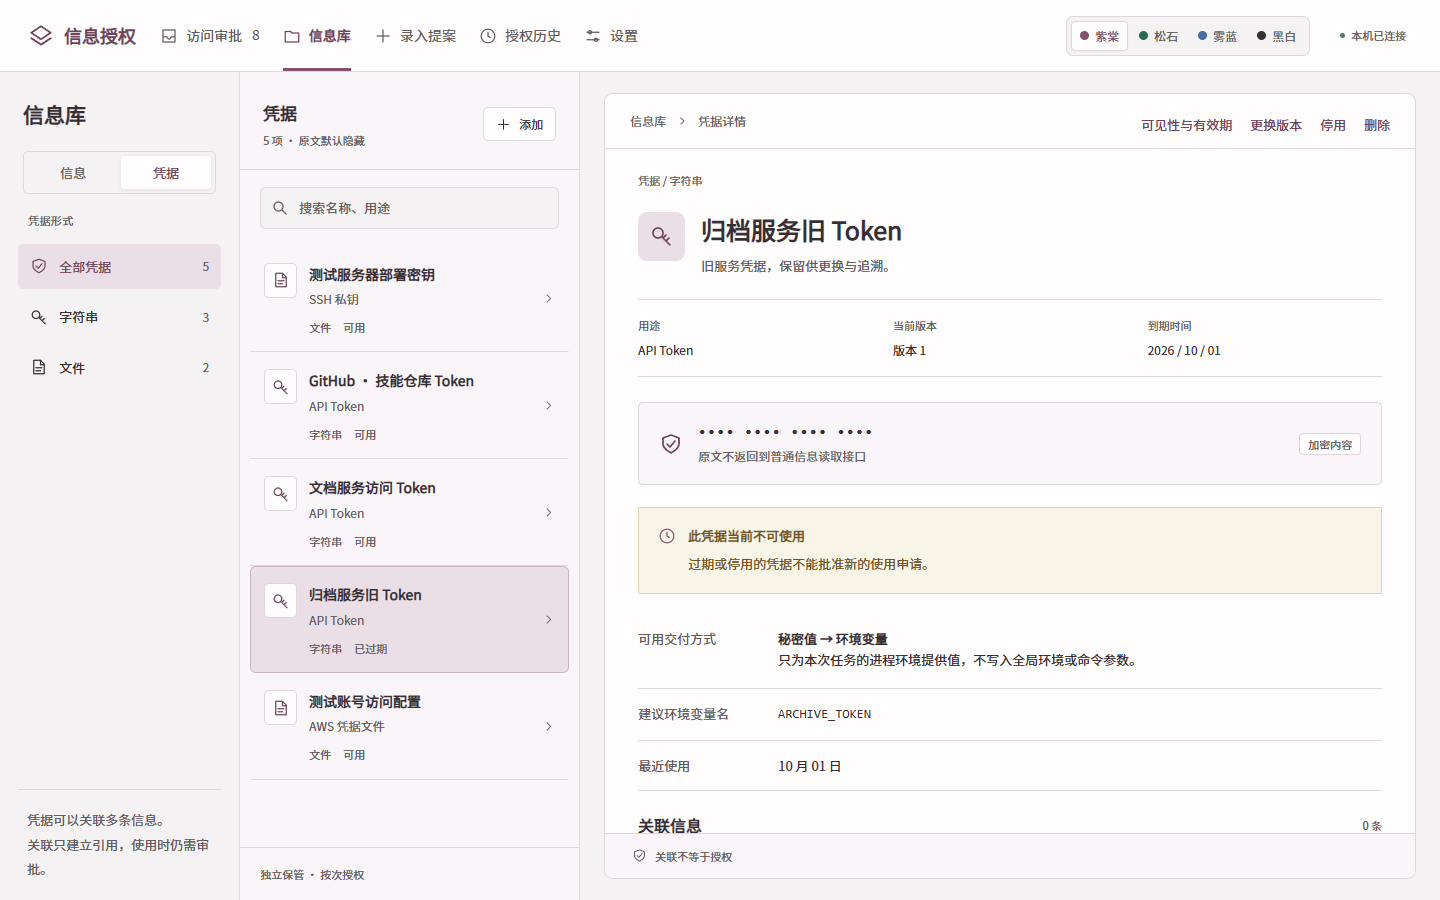 信息授权
访问审批 8
信息库
录入提案
授权历史
设置
紫棠
松石
雾蓝
黑白
本机已连接
信息库
信息
凭据
凭据形式
全部凭据 5
字符串 3
文件 2
凭据可以关联多条信息。
关联只建立引用，使用时仍需审
批。
凭据
5 项 · 原文默认隐藏
添加
搜索名称、用途
测试服务器部署密钥
SSH 私钥
文件 可用
GitHub · 技能仓库 Token
API Token
字符串 可用
文档服务访问 Token
API Token
字符串 可用
归档服务旧 Token
API Token
字符串 已过期
测试账号访问配置
AWS 凭据文件
文件 可用
独立保管 · 按次授权
信息库 > 凭据详情
可见性与有效期 更换版本 停用 删除
凭据 / 字符串
归档服务旧 Token
旧服务凭据，保留供更换与追溯。
用途 当前版本 到期时间
API Token 版本 1 2026 / 10 / 01
•••• •••• •••• ••••
原文不返回到普通信息读取接口
加密内容
此凭据当前不可使用
过期或停用的凭据不能批准新的使用申请。
可用交付方式 秘密值 → 环境变量
只为本次任务的进程环境提供值，不写入全局环境或命令参数。
建议环境变量名 ARCHIVE_TOKEN
最近使用 10 月 01 日
关联信息 0 条
关联不等于授权